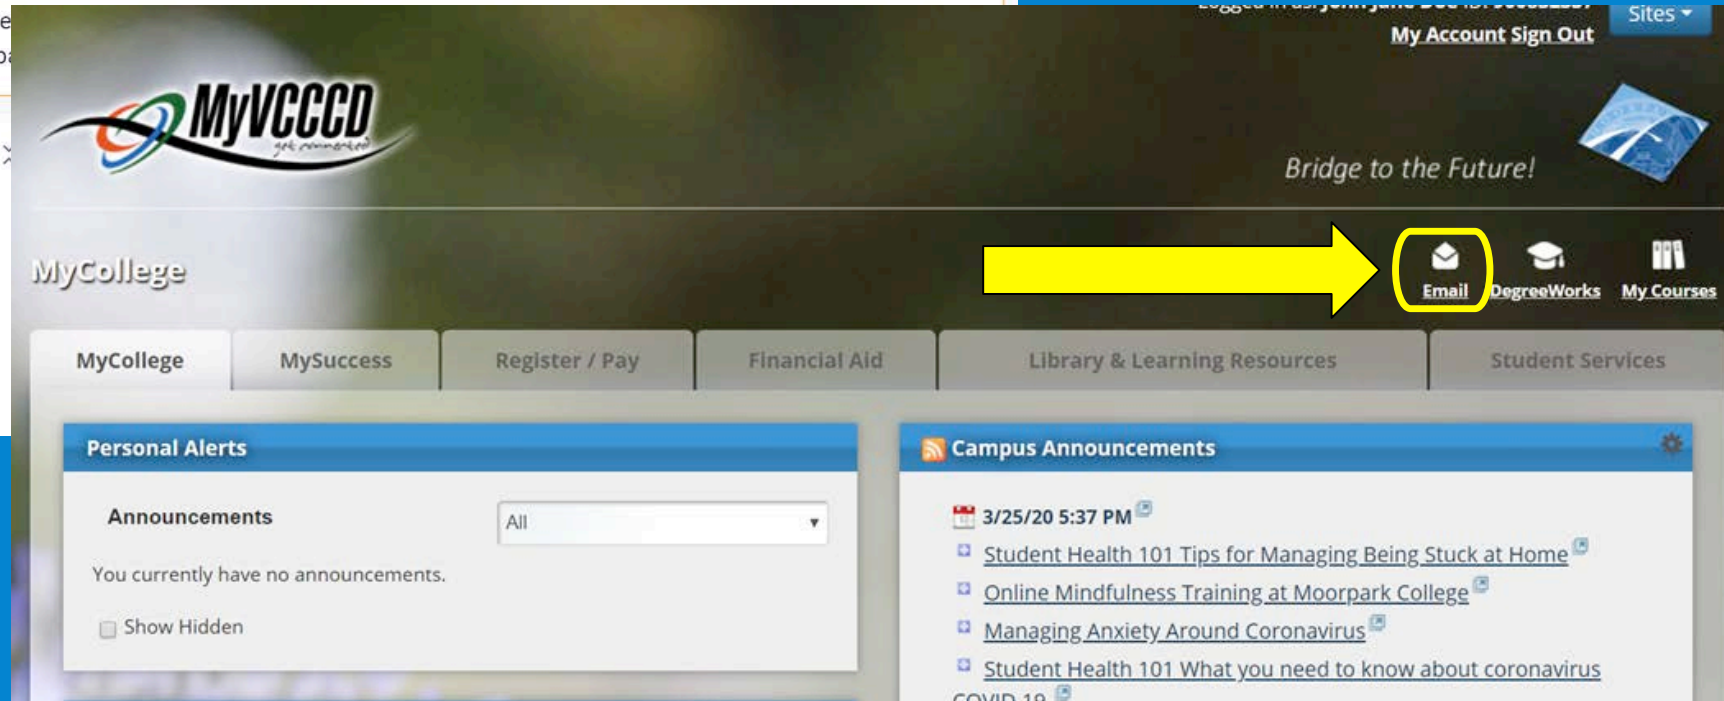 Sites
My Account Sign Out
MyVCCCD
get connected
Bridge to the Future!
MyCollege
Email DegreeWorks My Courses
MyCollege MySuccess Register / Pay Financial Aid Library & Learning Resources Student Services
Personal Alerts
Announcements All
You currently have no announcements.
Show Hidden
Campus Announcements
3/25/20 5:37 PM
Student Health 101 Tips for Managing Being Stuck at Home
Online Mindfulness Training at Moorpark College
Managing Anxiety Around Coronavirus
Student Health 101 What you need to know about coronavirus